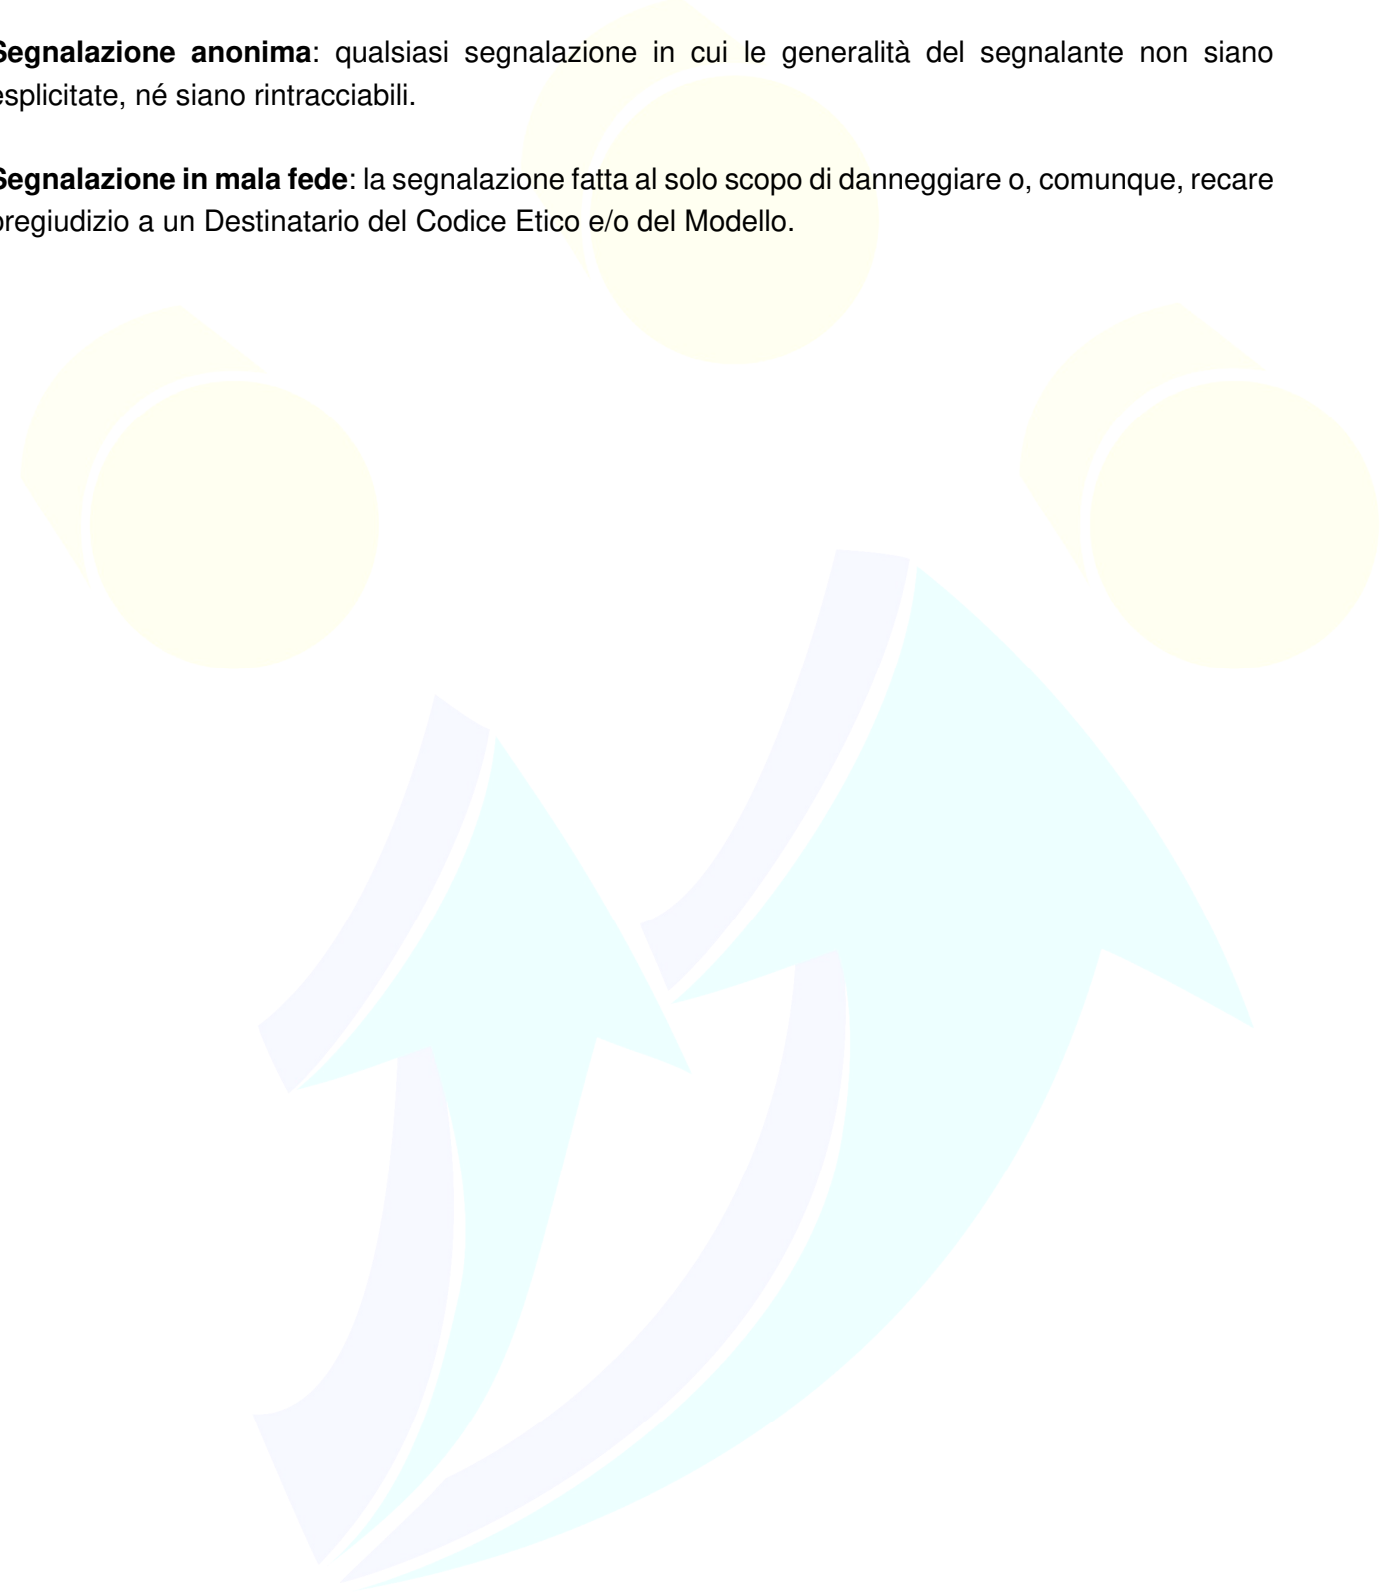 Segnalazione anonima: qualsiasi segnalazione in cui le generalità del segnalante non siano
esplicitate, né siano rintracciabili.
Segnalazione in mala fede: la segnalazione fatta al solo scopo di danneggiare o, comunque, recare
pregiudizio a un Destinatario del Codice Etico e/o del Modello.